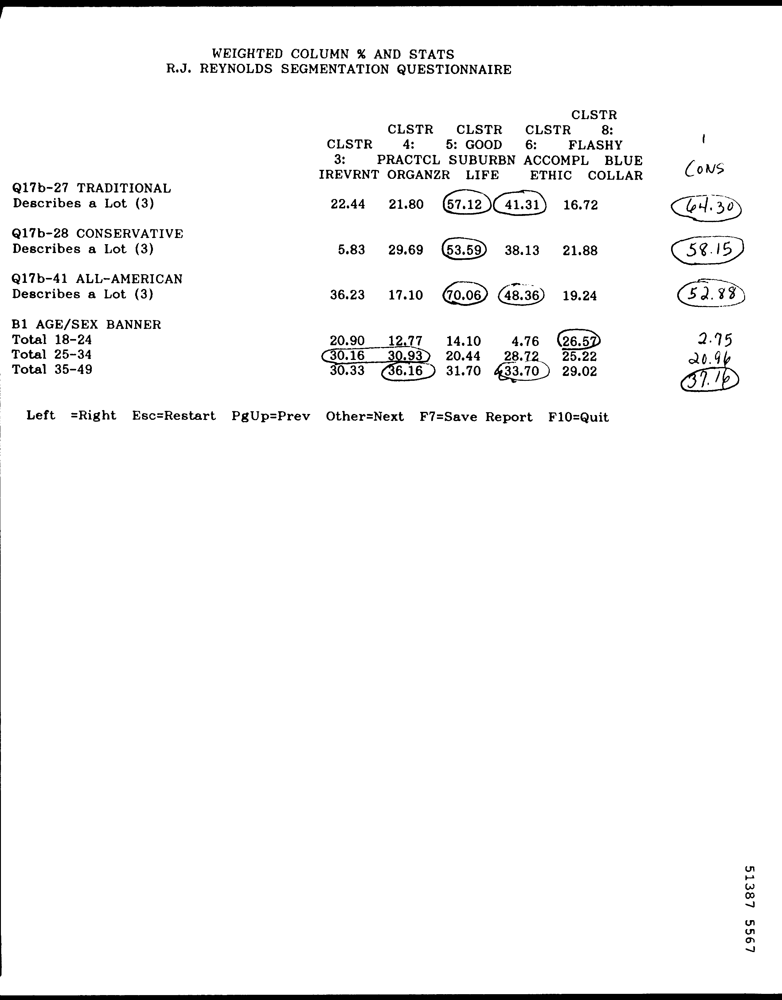 WEIGHTED COLUMN % AND STATS
R.J. REYNOLDS SEGMENTATION QUESTIONNAIRE
CLSTR
CLSTR CLSTR CLSTR 8: 1
CLSTR 4: 5: GOOD 6: FLASHY
3: PRACTCL SUBURBN ACCOMPL BLUE CONS
IREVRNT ORGANZR LIFE ETHIC COLLAR
Q17b-27 TRADITIONAL
Describes a Lot (3) 22.44 21.80 57.12 41.31 16.72 64.30
Q17b-28 CONSERVATIVE
Describes a Lot (3) 5.83 29.69 53.59 38.13 21.88 58.15
Q17b-41 ALL-AMERICAN
Describes a Lot (3) 36.23 17.10 70.06 48.36 19.24 52.88
B1 AGE/SEX BANNER
Total 18-24 20.90 12.77 14.10 4.76 26.57 2.75
Total 25-34 30.16 30.93 20.44 28.72 25.22 20.96
Total 35-49 30.33 36.16 31.70 33.70 29.02 37.16
Left =Right Esc=Restart PgUp=Prev Other=Next F7=Save Report F10=Quit
51387 5567